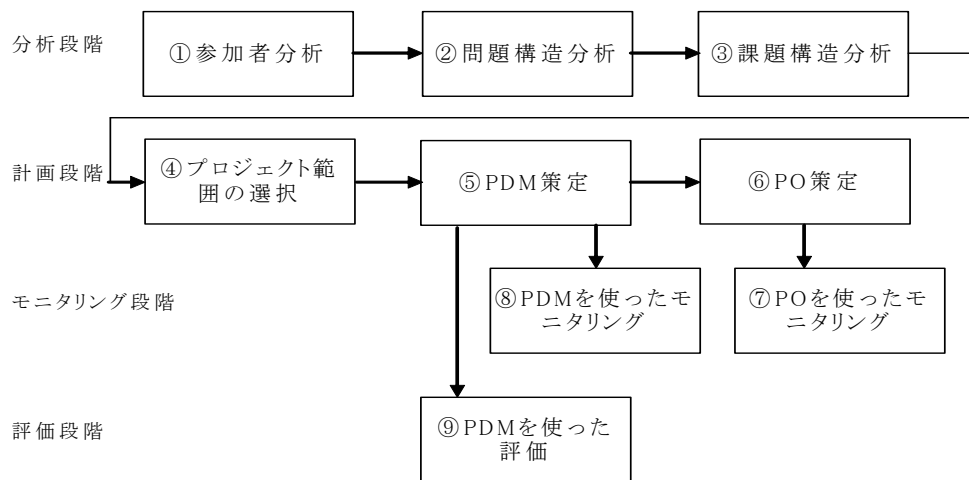 分析段階
①参加者分析
②問題構造分析
③課題構造分析
計画段階
④プロジェクト範
囲の選択
⑤PDM策定
⑥PO策定
モニタリング段階
⑧PDMを使ったモ
ニタリング
⑦POを使ったモ
ニタリング
評価段階
⑨PDMを使った
評価